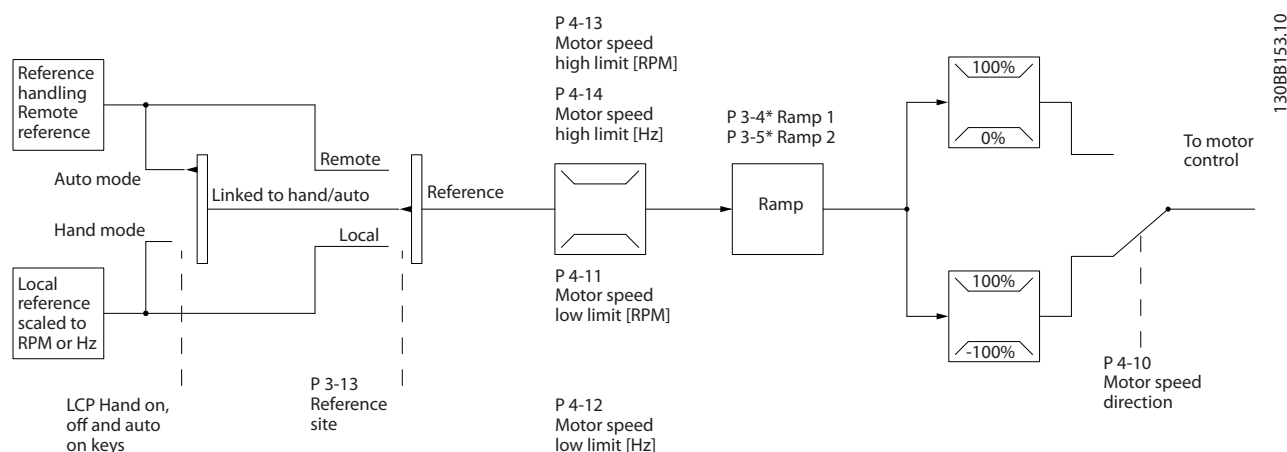 P 4-13
Motor speed
high limit [RPM]
P 4-14
Motor speed
high limit [Hz]
130BB153.10
Reference
handling
Remote
reference
P 3-4* Ramp 1
P 3-5* Ramp 2
100%
0%
To motor
control
Remote
Auto mode
Linked to hand/auto
Reference
Ramp
Hand mode
Local
Local
reference
scaled to
RPM or Hz
P 4-11
Motor speed
low limit [RPM]
100%
-100%
P 4-10
Motor speed
direction
P 3-13
Reference
site
LCP Hand on,
off and auto
on keys
P 4-12
Motor speed
low limit [Hz]